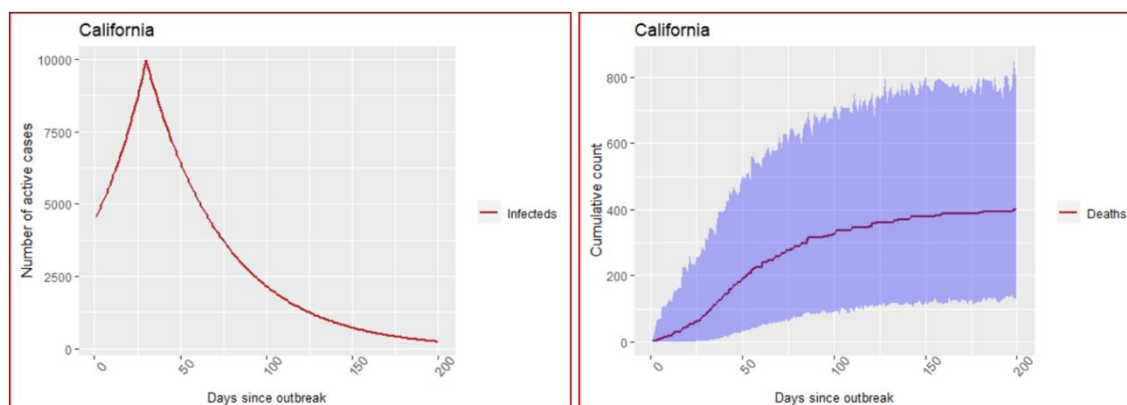 California
Number of active cases
10000
7500
5000
2500
0
0
50
100
150
200
Days since outbreak
Infecteds
California
Cumulative count
800
600
400
200
0
0
50
100
150
200
Days since outbreak
Deaths